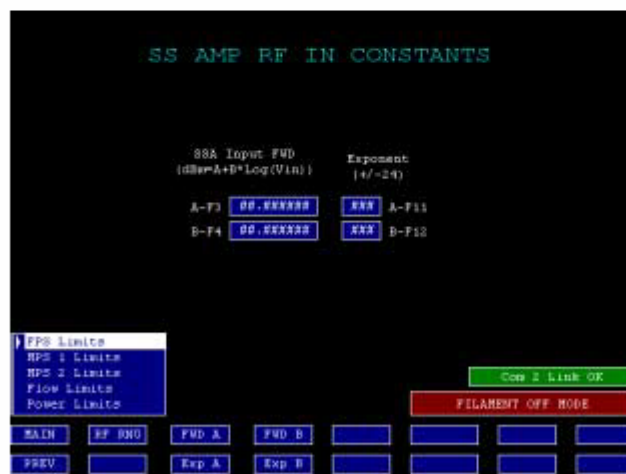 SS AMP RF IN CONSTANTS
SSA Input FWD
(dBm=A+B*Log(Vin))
Exponent
(+/-24)
A-F3 ##.###### ### A-F11
B-F4 ##.###### ### B-F12
FPS Limits
MPS 1 Limits
MPS 2 Limits
Flow Limits
Power Limits
Com 2 Link OK
FILAMENT OFF MODE
MAIN RF SNG FWD A FWD B
PREV Exp A Exp B